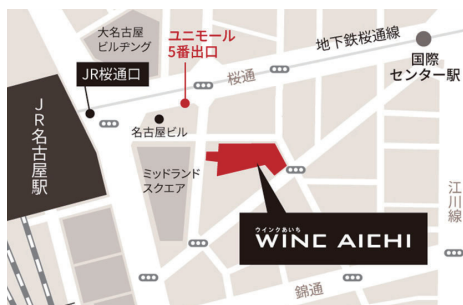 大名古屋
ビルヂング
ユニモール
5番出口
地下鉄桜通線
国際
センター駅
JR桜通口
桜通
JR名古屋駅
名古屋ビル
ミッドランド
スクエア
江川線
ウインクあいち
WINC AICHI
錦通